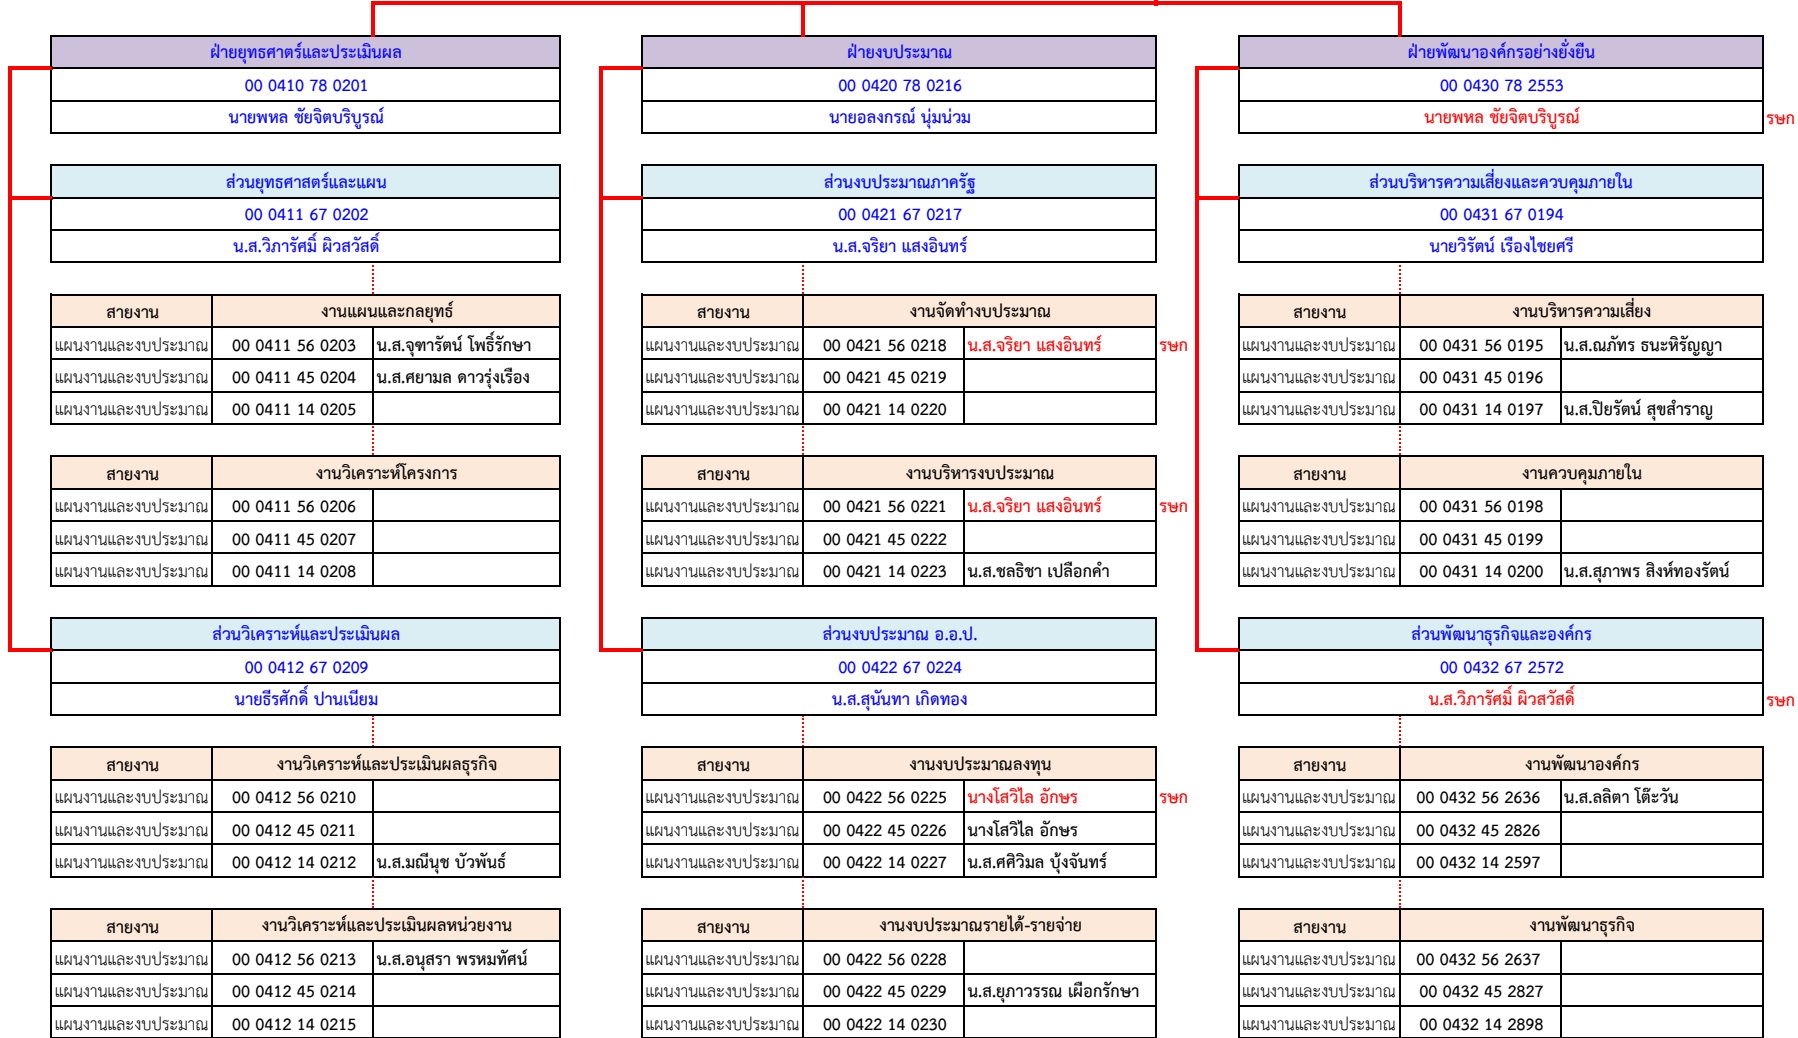 ฝ่ายยุทธศาตร์และประเมินผล
00 0410 78 0201
นายพหล ชัยจิตบริบูรณ์
ส่วนยุทธศาสตร์และแผน
00 0411 67 0202
น.ส.วิภารัศมิ์ ผิวสวัสดิ์
สายงาน งานแผนและกลยุทธ์
แผนงานและงบประมาณ 00 0411 56 0203 น.ส.จุฑารัตน์ โพธิ์รักษา
แผนงานและงบประมาณ 00 0411 45 0204 น.ส.ศยามล ดาวรุ่งเรือง
แผนงานและงบประมาณ 00 0411 14 0205
สายงาน งานวิเคราะห์โครงการ
แผนงานและงบประมาณ 00 0411 56 0206
แผนงานและงบประมาณ 00 0411 45 0207
แผนงานและงบประมาณ 00 0411 14 0208
ส่วนวิเคราะห์และประเมินผล
00 0412 67 0209
นายธีรศักดิ์ ปานเนียม
สายงาน งานวิเคราะห์และประเมินผลธุรกิจ
แผนงานและงบประมาณ 00 0412 56 0210
แผนงานและงบประมาณ 00 0412 45 0211
แผนงานและงบประมาณ 00 0412 14 0212 น.ส.มณีนุช บัวพันธ์
สายงาน งานวิเคราะห์และประเมินผลหน่วยงาน
แผนงานและงบประมาณ 00 0412 56 0213 น.ส.อนุสรา พรหมทัศน์
แผนงานและงบประมาณ 00 0412 45 0214
แผนงานและงบประมาณ 00 0412 14 0215
ฝ่ายงบประมาณ
00 0420 78 0216
นายอลงกรณ์ นุ่มน่วม
ส่วนงบประมาณภาครัฐ
00 0421 67 0217
น.ส.จริยา แสงอินทร์
สายงาน งานจัดทำงบประมาณ
แผนงานและงบประมาณ 00 0421 56 0218 น.ส.จริยา แสงอินทร์ รษก
แผนงานและงบประมาณ 00 0421 45 0219
แผนงานและงบประมาณ 00 0421 14 0220
สายงาน งานบริหารงบประมาณ
แผนงานและงบประมาณ 00 0421 56 0221 น.ส.จริยา แสงอินทร์ รษก
แผนงานและงบประมาณ 00 0421 45 0222
แผนงานและงบประมาณ 00 0421 14 0223 น.ส.ชลธิชา เปลือกคำ
ส่วนงบประมาณ อ.อ.ป.
00 0422 67 0224
น.ส.สุนันทา เกิดทอง
สายงาน งานงบประมาณลงทุน
แผนงานและงบประมาณ 00 0422 56 0225 นางโสวิไล อักษร รษก
แผนงานและงบประมาณ 00 0422 45 0226 นางโสวิไล อักษร
แผนงานและงบประมาณ 00 0422 14 0227 น.ส.ศศิวิมล บุ้งจันทร์
สายงาน งานงบประมาณรายได้-รายจ่าย
แผนงานและงบประมาณ 00 0422 56 0228
แผนงานและงบประมาณ 00 0422 45 0229 น.ส.ยุภาวรรณ เผือกรักษา
แผนงานและงบประมาณ 00 0422 14 0230
ฝ่ายพัฒนาองค์กรอย่างยั่งยืน
00 0430 78 2553
นายพหล ชัยจิตบริบูรณ์ รษก
ส่วนบริหารความเสี่ยงและควบคุมภายใน
00 0431 67 0194
นายวิรัตน์ เรืองไชยศรี
สายงาน งานบริหารความเสี่ยง
แผนงานและงบประมาณ 00 0431 56 0195 น.ส.ณภัทร ธนะหิรัญญา
แผนงานและงบประมาณ 00 0431 45 0196
แผนงานและงบประมาณ 00 0431 14 0197 น.ส.ปิยรัตน์ สุขสำราญ
สายงาน งานควบคุมภายใน
แผนงานและงบประมาณ 00 0431 56 0198
แผนงานและงบประมาณ 00 0431 45 0199
แผนงานและงบประมาณ 00 0431 14 0200 น.ส.สุภาพร สิงห์ทองรัตน์
ส่วนพัฒนาธุรกิจและองค์กร
00 0432 67 2572
น.ส.วิภารัศมิ์ ผิวสวัสดิ์ รษก
สายงาน งานพัฒนาองค์กร
แผนงานและงบประมาณ 00 0432 56 2636 น.ส.ลลิตา โต๊ะวัน
แผนงานและงบประมาณ 00 0432 45 2826
แผนงานและงบประมาณ 00 0432 14 2597
สายงาน งานพัฒนาธุรกิจ
แผนงานและงบประมาณ 00 0432 56 2637
แผนงานและงบประมาณ 00 0432 45 2827
แผนงานและงบประมาณ 00 0432 14 2898